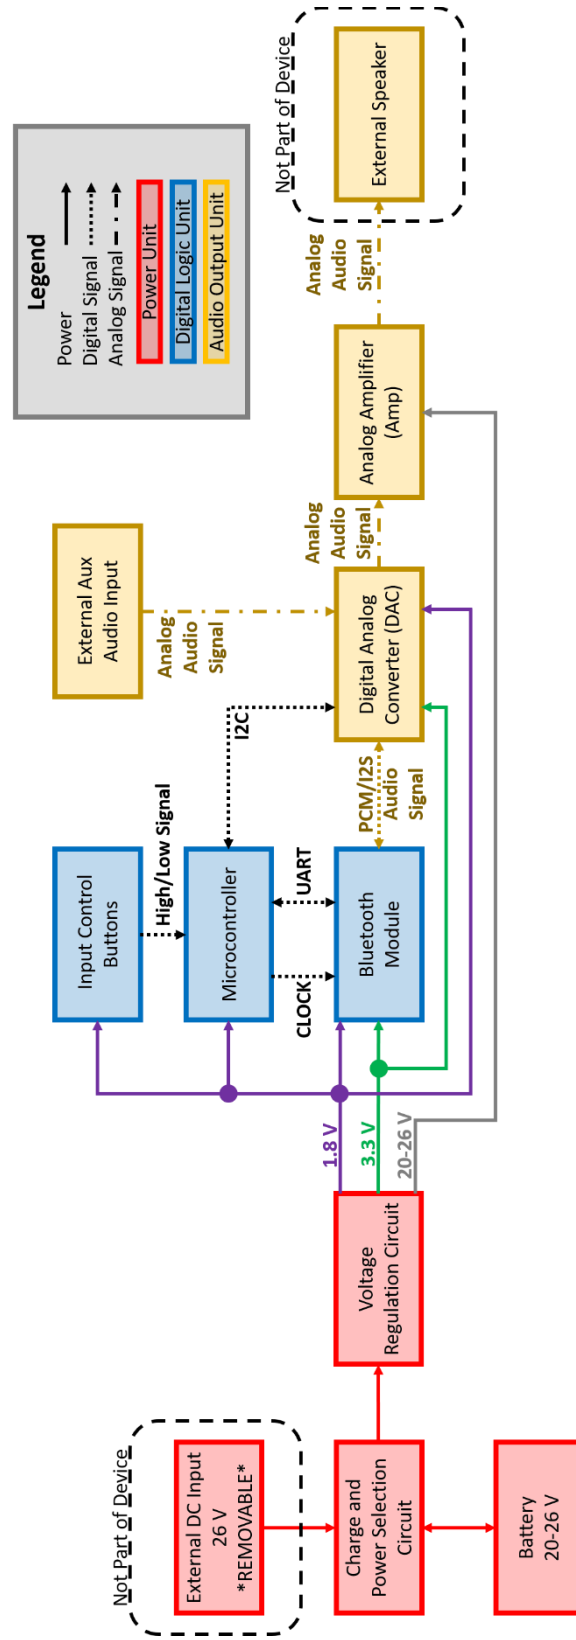 Not Part of Device
External DC Input
26 V
*REMOVABLE*
Charge and
Power Selection
Circuit
Battery
20-26 V
Voltage
Regulation Circuit
1.8 V
3.3 V
20-26 V
Input Control
Buttons
High/Low Signal
Microcontroller
CLOCK
UART
Bluetooth
Module
I2C
PCM/I2S
Audio
Signal
External Aux
Audio Input
Analog
Audio
Signal
Digital Analog
Converter (DAC)
Analog
Audio
Signal
Analog Amplifier
(Amp)
Analog
Audio
Signal
Not Part of Device
External Speaker
Legend
Power
Digital Signal
Analog Signal
Power Unit
Digital Logic Unit
Audio Output Unit